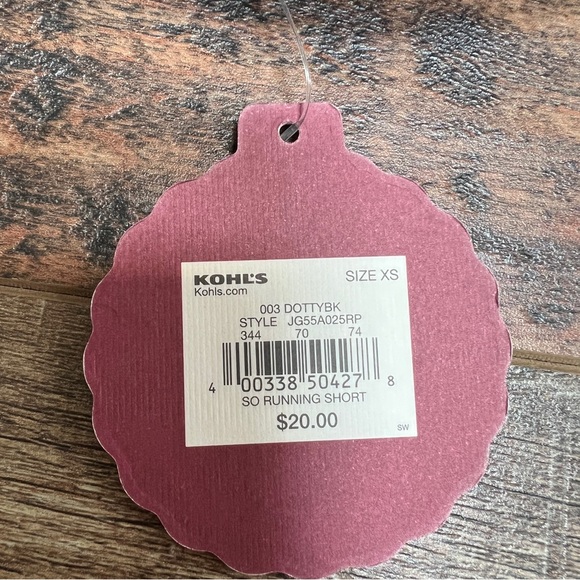 KOHL'S SIZE XS
Kohls.com
003 DOTTYBK
STYLE JG55A025RP
344 70 74
4 00338 50427 8
SO RUNNING SHORT
$20.00
SW